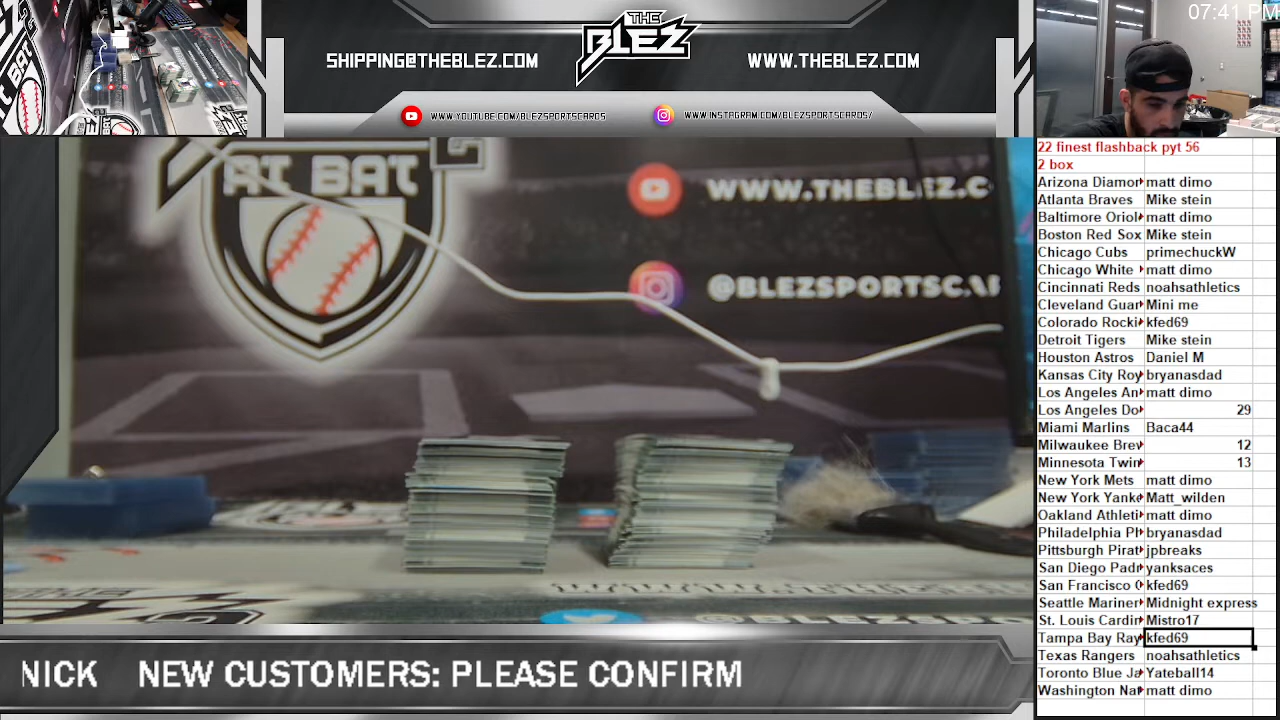 07:41 PM
THE
BLEZ
SHIPPING@THEBLEZ.COM
WWW.THEBLEZ.COM
WWW.YOUTUBE.COM/BLEZSPORTSCARDS
WWW.INSTAGRAM.COM/BLEZSPORTSCARDS/
AT BAT
WWW.THEBLEZ.C
@BLEZSPORTSCAR
22 finest flashback pyt 56
2 box
Arizona Diamor matt dimo
Atlanta Braves Mike stein
Baltimore Oriol matt dimo
Boston Red Sox Mike stein
Chicago Cubs primechuckW
Chicago White matt dimo
Cincinnati Reds noahsathletics
Cleveland Guar Mini me
Colorado Rocki kfed69
Detroit Tigers Mike stein
Houston Astros Daniel M
Kansas City Roy bryanasdad
Los Angeles An matt dimo
Los Angeles Do 29
Miami Marlins Baca44
Milwaukee Brev 12
Minnesota Twin 13
New York Mets matt dimo
New York Yanke Matt_wilden
Oakland Athleti matt dimo
Philadelphia Pl bryanasdad
Pittsburgh Pirat jpbreaks
San Diego Padr yanksaces
San Francisco G kfed69
Seattle Mariner Midnight express
St. Louis Cardin Mistro17
Tampa Bay Ray kfed69
Texas Rangers noahsathletics
Toronto Blue Ja Yateball14
Washington Nat matt dimo
NICK NEW CUSTOMERS: PLEASE CONFIRM